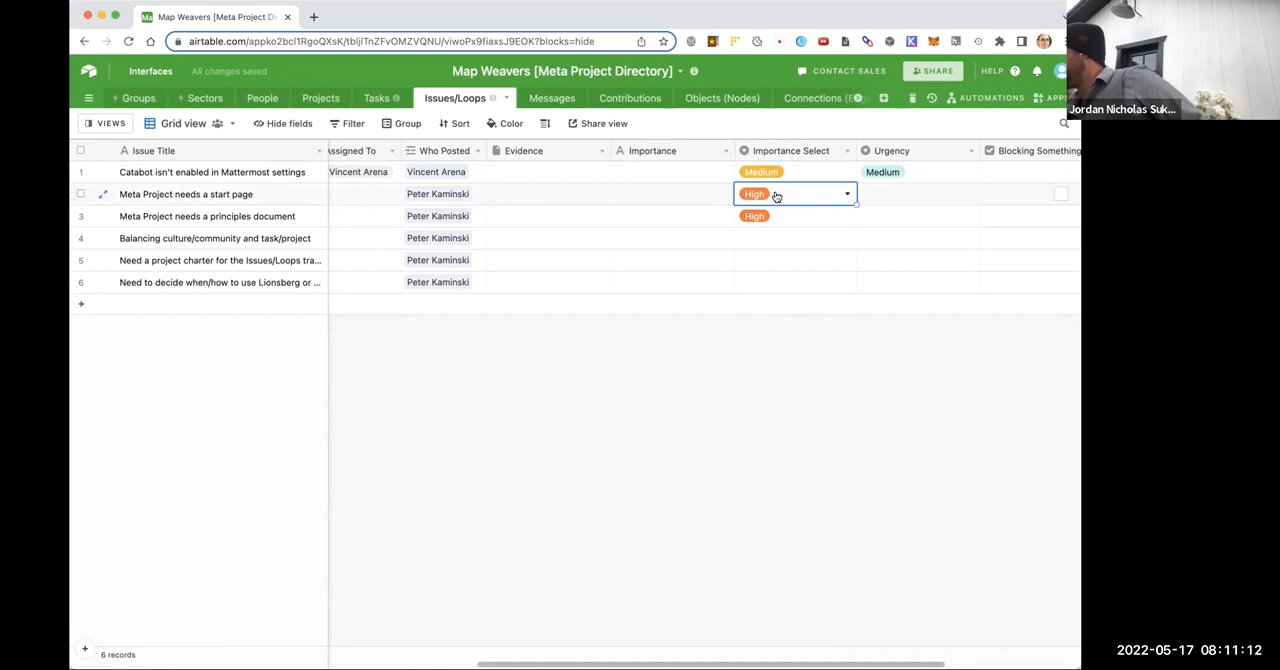 Map Weavers [Meta Project Di
airtable.com/appko2bcl1RgoQXsK/tbljlTnZFvOMZVQNU/viwoPx9fiaxsJ9EOK?blocks=hide
Interfaces
All changes saved
Map Weavers [Meta Project Directory]
CONTACT SALES
SHARE
HELP
Groups
Sectors
People
Projects
Tasks
Issues/Loops
Messages
Contributions
Objects (Nodes)
Connections (E
AUTOMATIONS
APP
VIEWS
Grid view
Hide fields
Filter
Group
Sort
Color
Share view
Issue Title
Assigned To
Who Posted
Evidence
Importance
Importance Select
Urgency
Blocking Something
1 Catabot isn't enabled in Mattermost settings Vincent Arena Vincent Arena Medium Medium
Meta Project needs a start page Peter Kaminski High
3 Meta Project needs a principles document Peter Kaminski High
4 Balancing culture/community and task/project Peter Kaminski
5 Need a project charter for the Issues/Loops tra... Peter Kaminski
6 Need to decide when/how to use Lionsberg or ... Peter Kaminski
+
+
6 records
Jordan Nicholas Suk...
2022-05-17 08:11:12